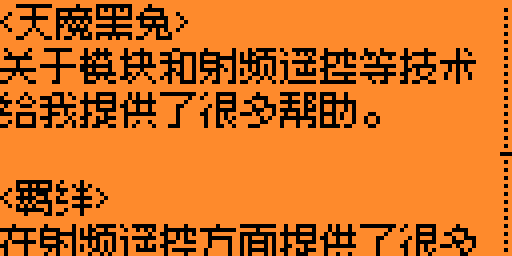 <天魔黑兔>
关于模块和射频遥控等技术
给我提供了很多帮助。
<羁绊>
在射频遥控方面提供了很多